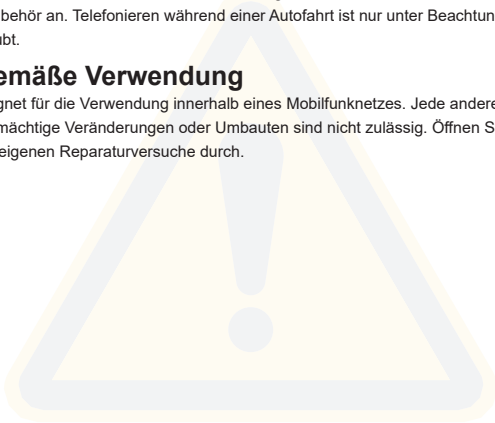 behör an. Telefonieren während einer Autofahrt ist nur unter Beachtun
ubt.
emäße Verwendung
gnet für die Verwendung innerhalb eines Mobilfunknetzes. Jede andere
mächtige Veränderungen oder Umbauten sind nicht zulässig. Öffnen S
eigenen Reparaturversuche durch.